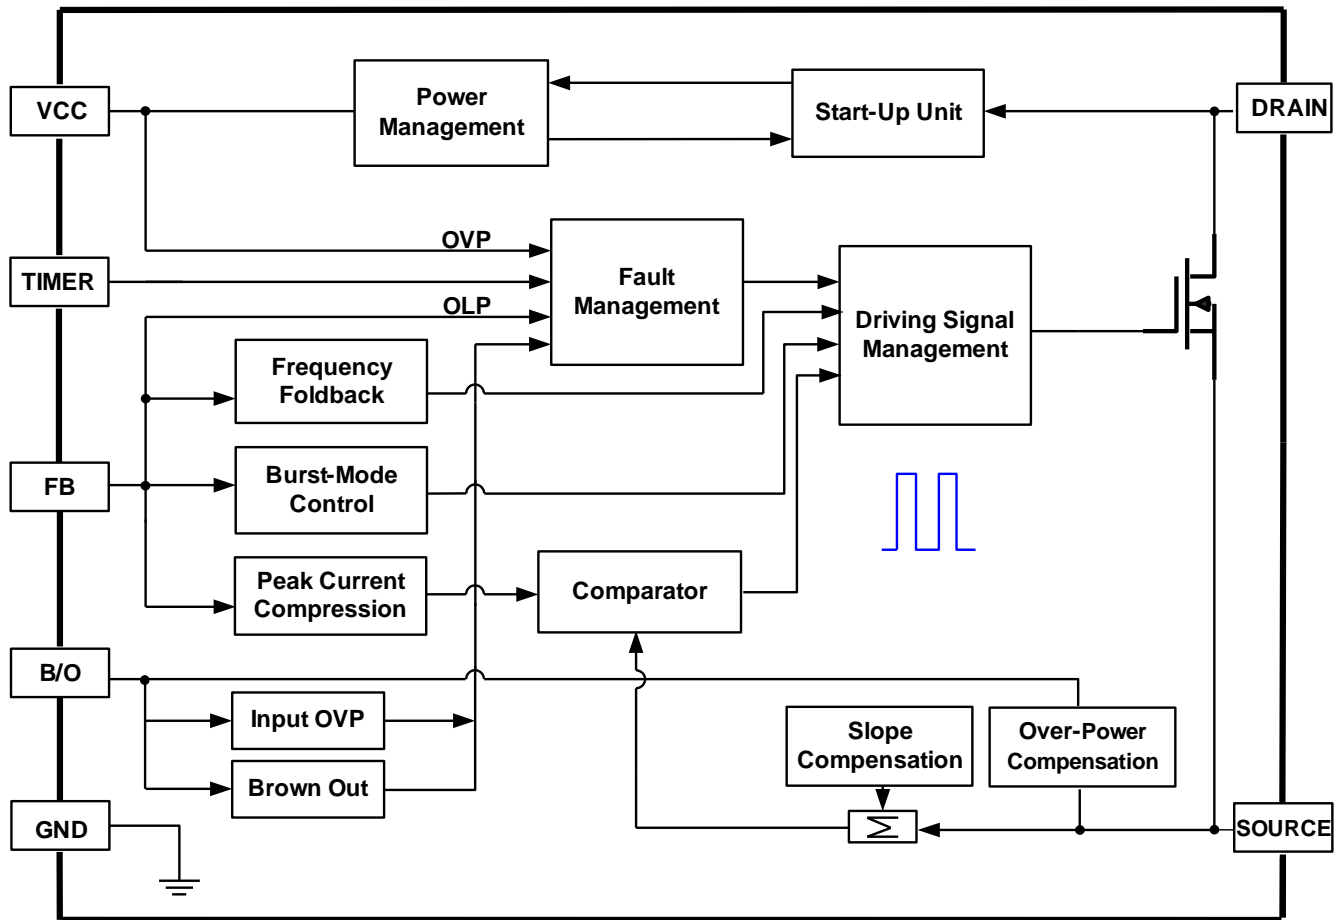 VCC
Power
Management
Start-Up Unit
DRAIN
OVP
TIMER
Fault
Management
OLP
Driving Signal
Management
Frequency
Foldback
FB
Burst-Mode
Control
Peak Current
Compression
Comparator
B/O
Input OVP
Slope
Compensation
Over-Power
Compensation
Brown Out
GND
Σ
SOURCE